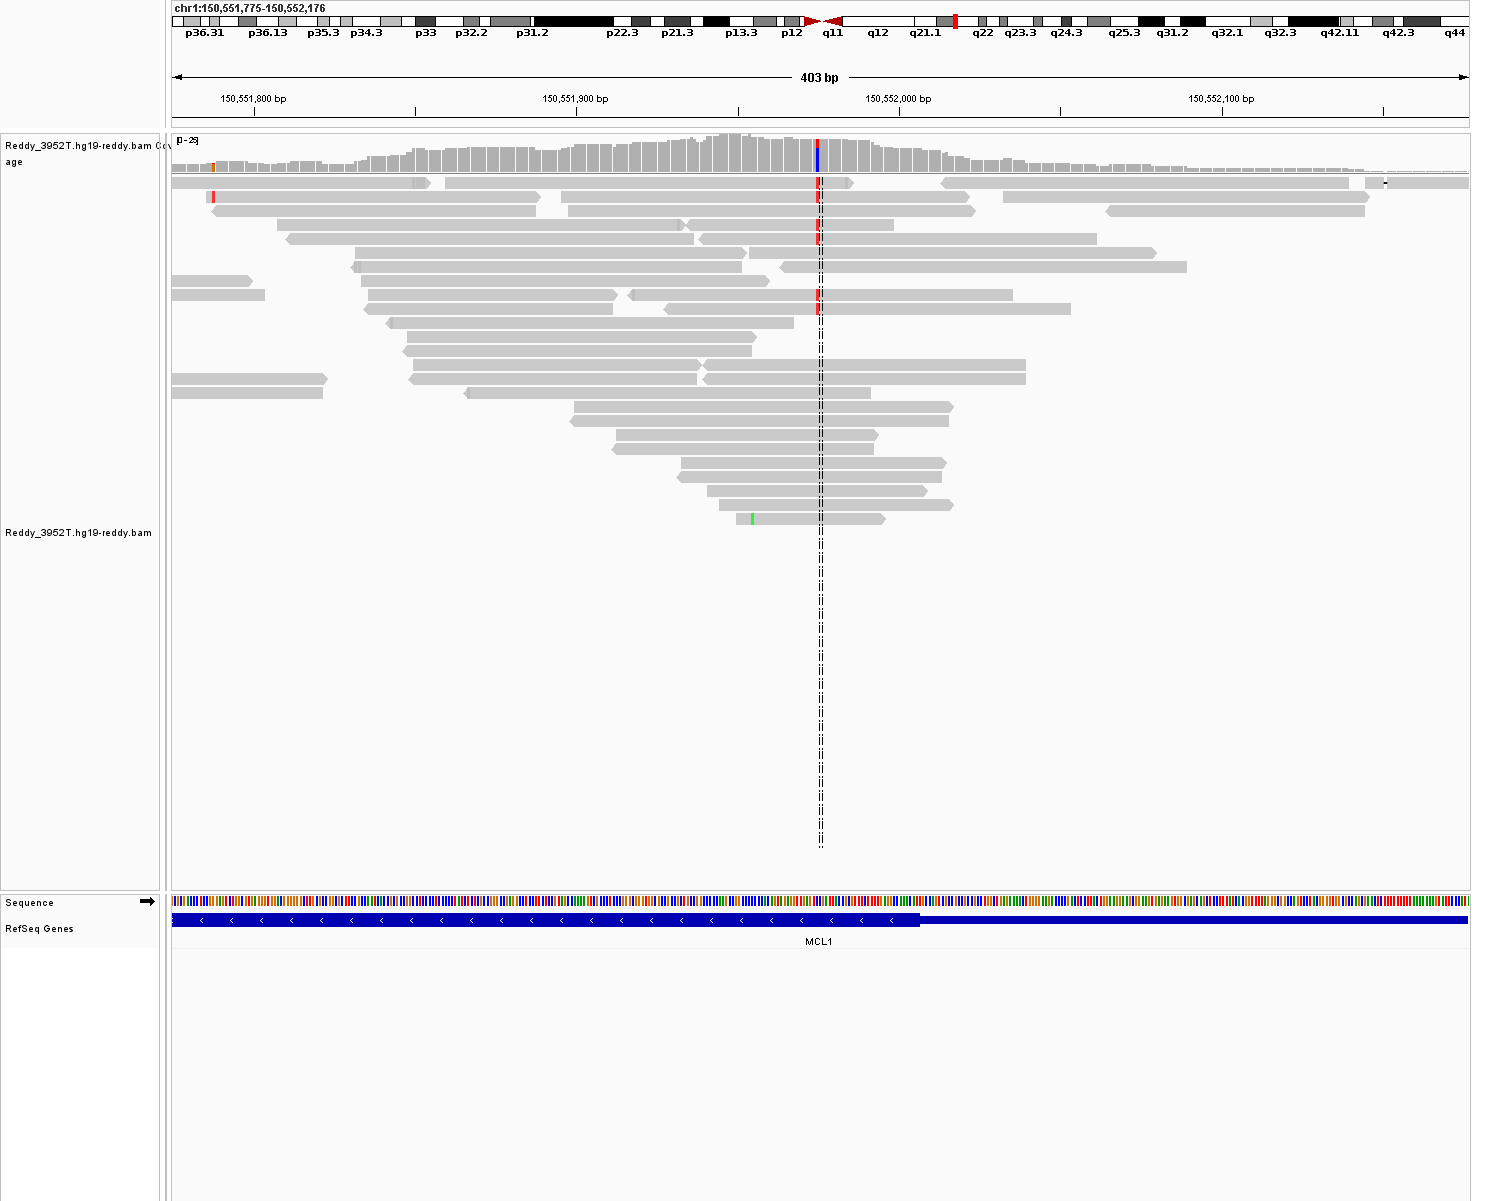 chr1:150,551,775-150,552,176
p36.31 p36.13 p35.3 p34.3 p33 p32.2 p31.2 p22.3 p21.3 p13.3 p12 q11 q12 q21.1 q22 q23.3 q24.3 q25.3 q31.2 q32.1 q32.3 q42.11 q42.3 q44
403 bp
150,551,800 bp 150,551,900 bp 150,552,000 bp 150,552,100 bp
Reddy_3952T.hg19-reddy.bam Cov
age
[0 - 25]
Reddy_3952T.hg19-reddy.bam
Sequence
RefSeq Genes
MCL1